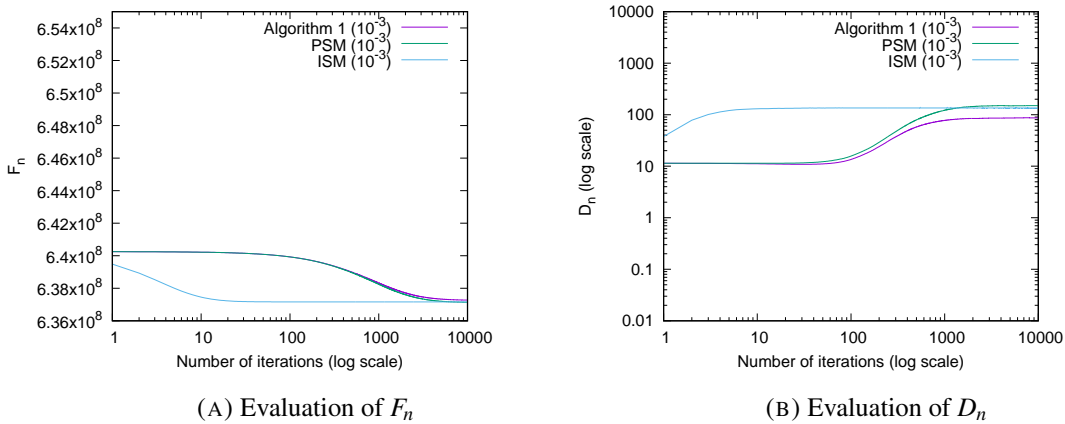 6.54x10^8
6.52x10^8
6.5x10^8
6.48x10^8
6.46x10^8
6.44x10^8
6.42x10^8
6.4x10^8
6.38x10^8
6.36x10^8
F_n
Algorithm 1 (10^-3)
PSM (10^-3)
ISM (10^-3)
1 10 100 1000 10000
Number of iterations (log scale)
(A) Evaluation of F_n
10000
1000
100
10
1
0.1
0.01
D_n (log scale)
Algorithm 1 (10^-3)
PSM (10^-3)
ISM (10^-3)
1 10 100 1000 10000
Number of iterations (log scale)
(B) Evaluation of D_n